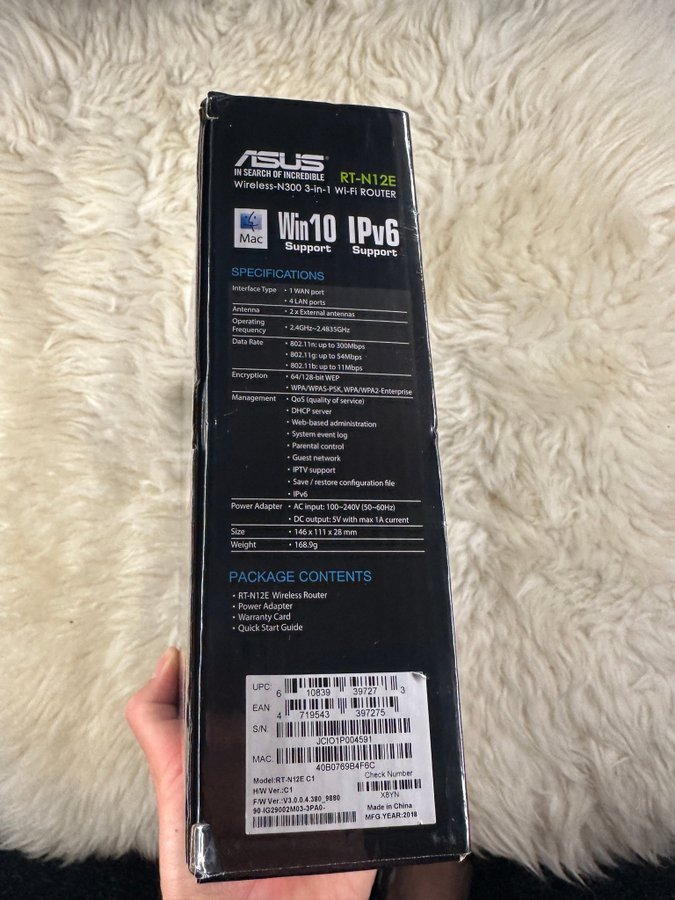 ASUS
IN SEARCH OF INCREDIBLE
RT-N12E
Wireless-N300 3-in-1 Wi-Fi ROUTER
Mac
Win10 Support
IPv6 Support
SPECIFICATIONS
Interface Type • 1 WAN port
• 4 LAN ports
Antenna • 2 x External antennas
Operating Frequency • 2.4GHz~2.4835GHz
Data Rate • 802.11n: up to 300Mbps
• 802.11g: up to 54Mbps
• 802.11b: up to 11Mbps
Encryption • 64/128-bit WEP
• WPA/WPAS-PSK, WPA/WPA2-Enterprise
Management • QoS (quality of service)
• DHCP server
• Web-based administration
• System event log
• Parental control
• Guest network
• IPTV support
• Save / restore configuration file
• IPv6
Power Adapter • AC input: 100~240V (50~60Hz)
• DC output: 5V with max 1A current
Size • 146 x 111 x 28 mm
Weight • 168.9g
PACKAGE CONTENTS
• RT-N12E Wireless Router
• Power Adapter
• Warranty Card
• Quick Start Guide
UPC 6 10839 39727 3
EAN 4 719543 397275
S/N.
JCIO1P004591
MAC.
40B0769B4F6C
Model:RT-N12E C1
Check Number
H/W Ver.:C1
X8YN
F/W Ver.:V3.0.0.4.380_9880
90-IG29002M03-3PA0-
Made in China
MFG.YEAR:2018